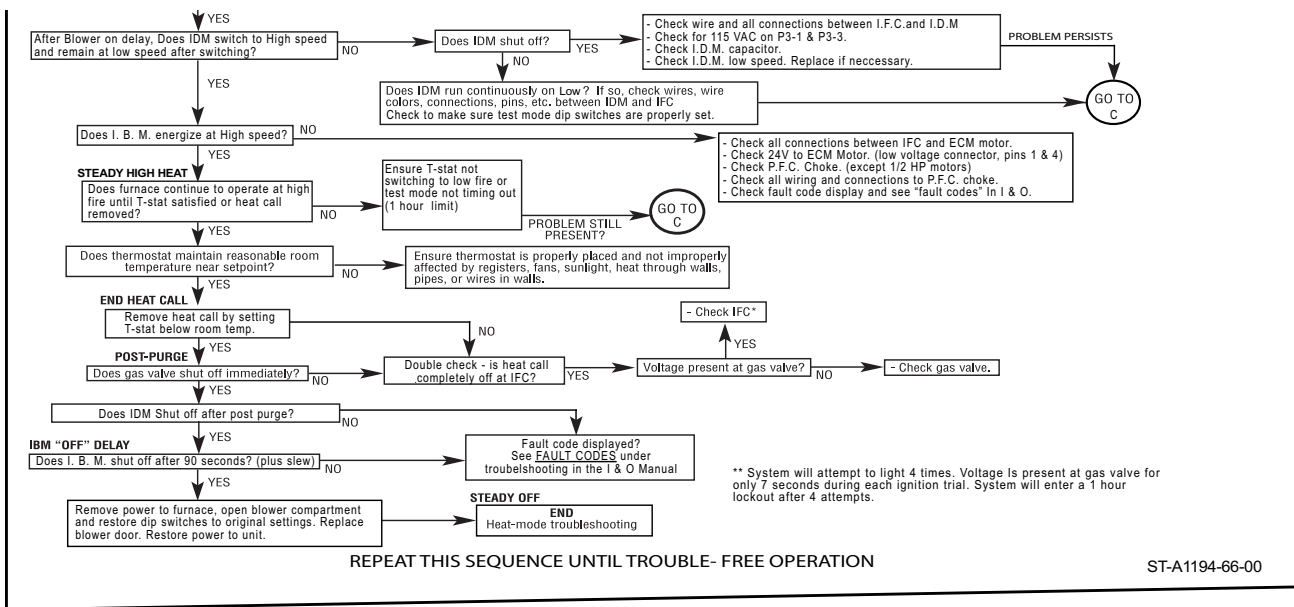 YES
After Blower on delay, Does IDM switch to High speed
and remain at low speed after switching?
NO
Does IDM shut off?
YES
- Check wire and all connections between I.F.C.and I.D.M
- Check for 115 VAC on P3-1 & P3-3.
- Check I.D.M. capacitor.
- Check I.D.M. low speed. Replace if neccessary.
PROBLEM PERSISTS
GO TO
C
YES
NO
Does IDM run continuously on Low? If so, check wires, wire
colors, connections, pins, etc. between IDM and IFC
Check to make sure test mode dip switches are properly set.
Does I. B. M. energize at High speed?
NO
- Check all connections between IFC and ECM motor.
- Check 24V to ECM Motor. (low voltage connector, pins 1 & 4)
- Check P.F.C. Choke. (except 1/2 HP motors)
- Check all wiring and connections to P.F.C. choke.
- Check fault code display and see "fault codes" In I & O.
YES
STEADY HIGH HEAT
Does furnace continue to operate at high
fire until T-stat satisfied or heat call
removed?
NO
Ensure T-stat not
switching to low fire or
test mode not timing out
(1 hour limit)
PROBLEM STILL
PRESENT?
GO TO
C
YES
Does thermostat maintain reasonable room
temperature near setpoint?
NO
Ensure thermostat is properly placed and not improperly
affected by registers, fans, sunlight, heat through walls,
pipes, or wires in walls.
YES
END HEAT CALL
Remove heat call by setting
T-stat below room temp.
NO
- Check IFC*
YES
YES
POST-PURGE
Does gas valve shut off immediately?
NO
Double check - is heat call
completely off at IFC?
YES
Voltage present at gas valve?
NO
- Check gas valve.
YES
Does IDM Shut off after post purge?
NO
YES
IBM "OFF" DELAY
Does I. B. M. shut off after 90 seconds? (plus slew)
NO
Fault code displayed?
See FAULT CODES under
troubelshooting in the I & O Manual
** System will attempt to light 4 times. Voltage Is present at gas valve for
only 7 seconds during each ignition trial. System will enter a 1 hour
lockout after 4 attempts.
YES
Remove power to furnace, open blower compartment
and restore dip switches to original settings. Replace
blower door. Restore power to unit.
STEADY OFF
END
Heat-mode troubleshooting
REPEAT THIS SEQUENCE UNTIL TROUBLE- FREE OPERATION
ST-A1194-66-00